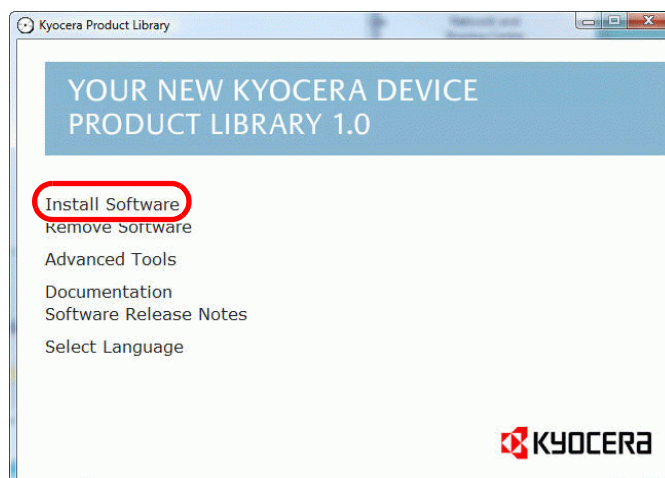 Kyocera Product Library
YOUR NEW KYOCERA DEVICE
PRODUCT LIBRARY 1.0
Install Software
Remove Software
Advanced Tools
Documentation
Software Release Notes
Select Language
KYOCERA